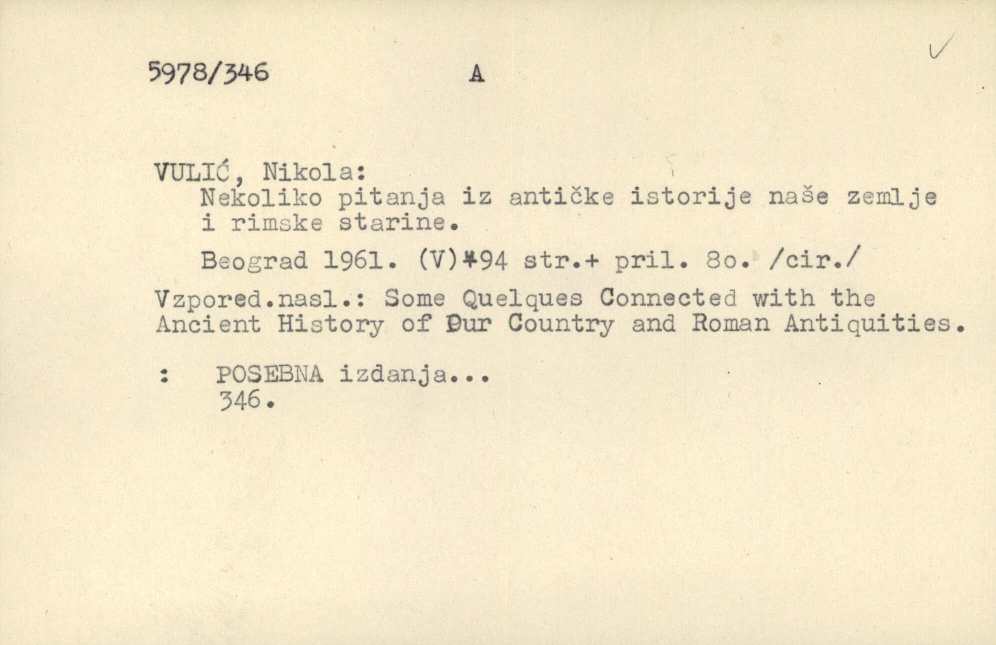 5978/346 A
VULIĆ, Nikola:
Nekoliko pitanja iz antičke istorije naše zemlje
i rimske starine.
Beograd 1961. (V)+94 str.+ pril. 8o. /cir./
Vzpored.nasl.: Some Quelques Connected with the
Ancient History of Our Country and Roman Antiquities.
: POSEBNA izdanja...
346.